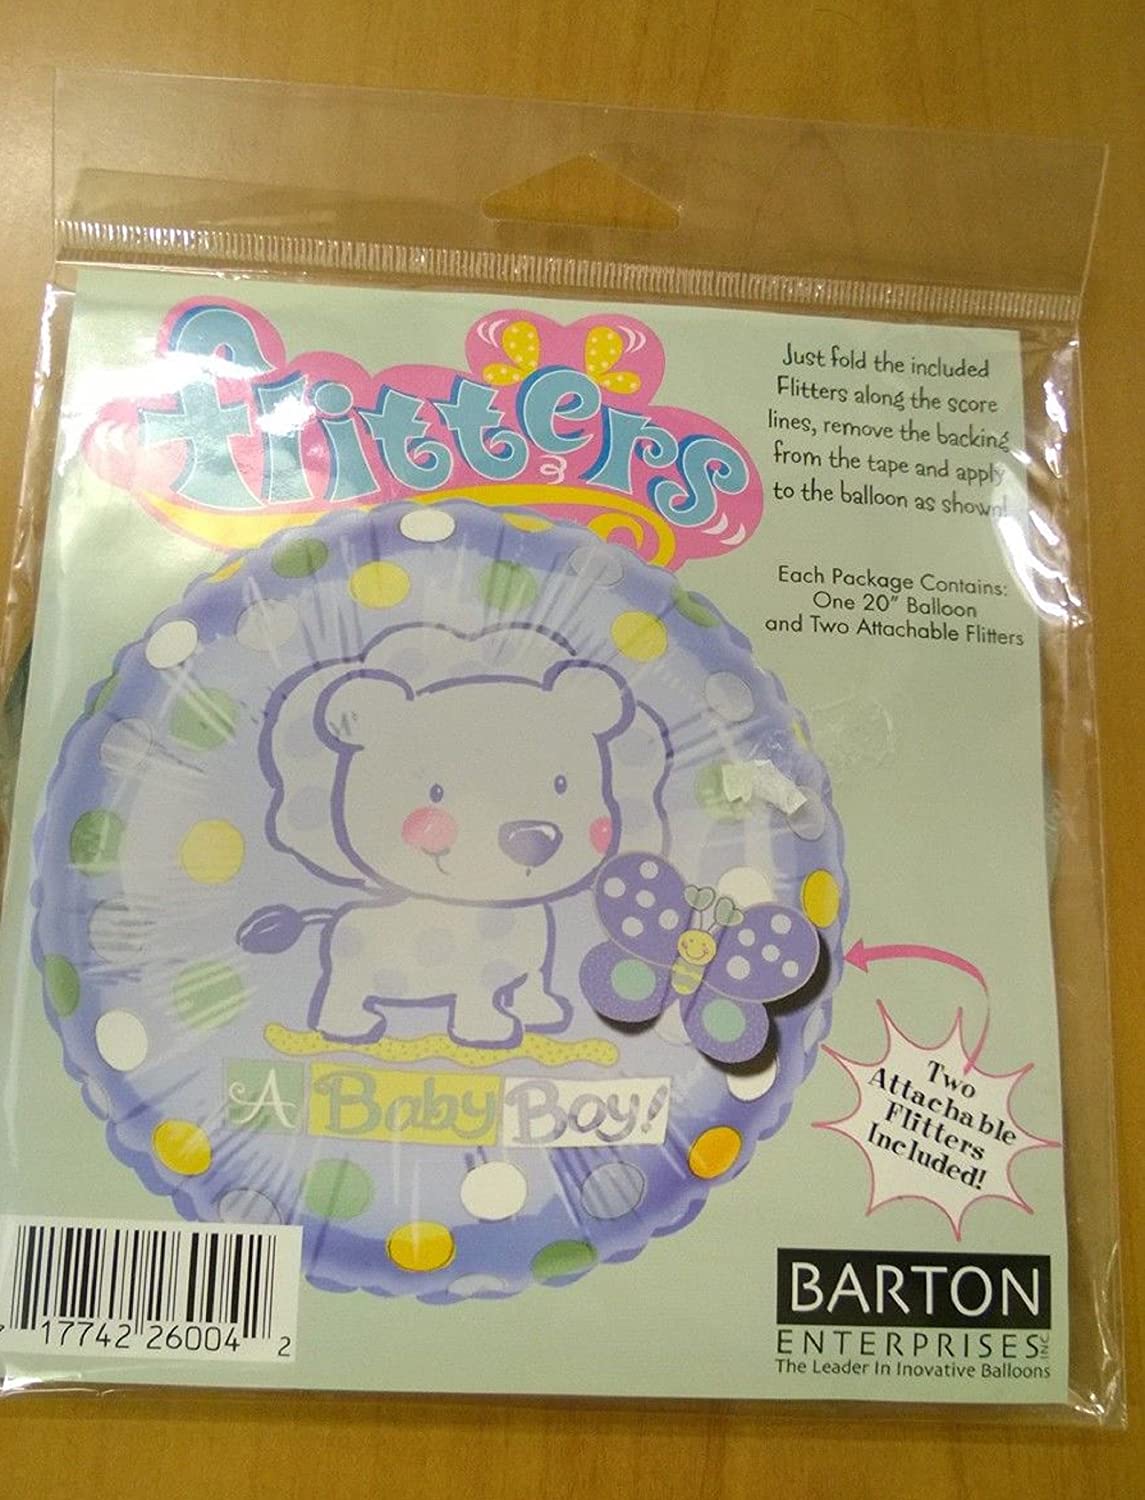 flitters
Just fold the included
Flitters along the score
lines, remove the backing
from the tape and apply
to the balloon as shown!
Each Package Contains:
One 20" Balloon
and Two Attachable Flitters
A Baby Boy!
Two
Attachable
Flitters
Included!
17742 26004 2
BARTON
ENTERPRISES INC.
The Leader In Inovative Balloons